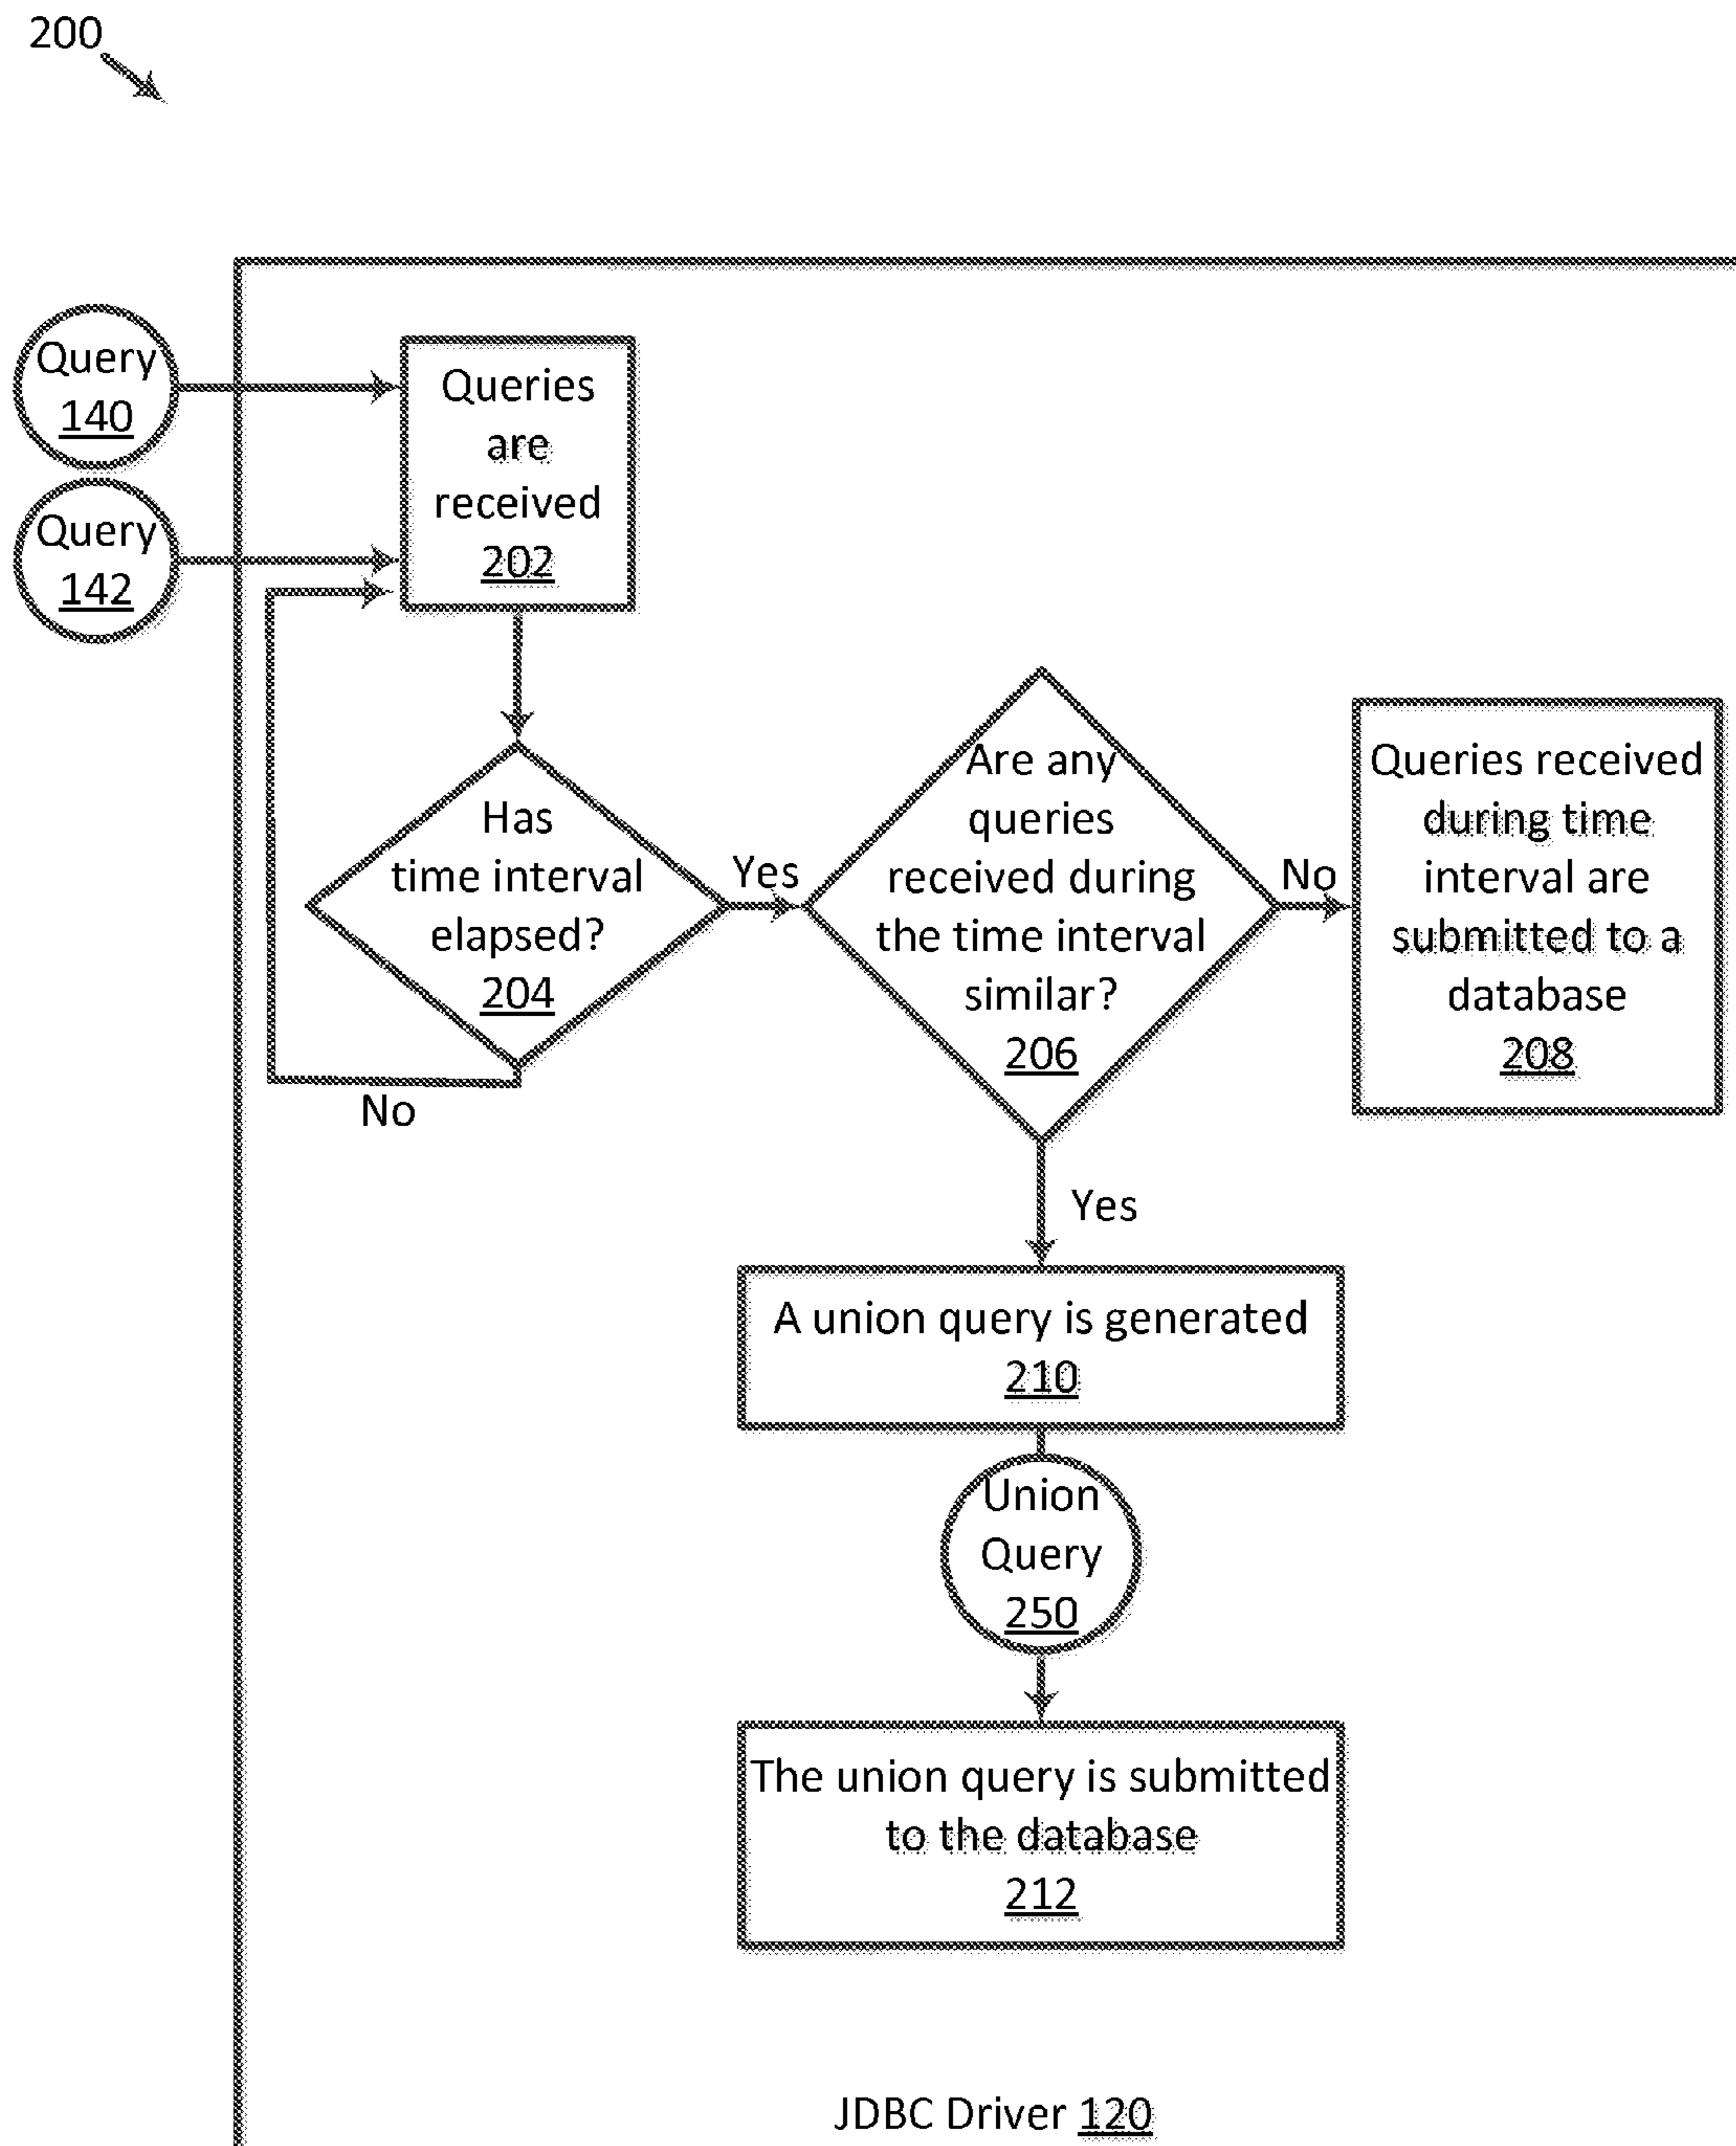 200
Query
140
Query
142
Queries
are
received
202
Has
time interval
elapsed?
204
No
Yes
Are any
queries
received during
the time interval
similar?
206
No
Queries received
during time
interval are
submitted to a
database
208
Yes
A union query is generated
210
Union
Query
250
The union query is submitted
to the database
212
JDBC Driver 120